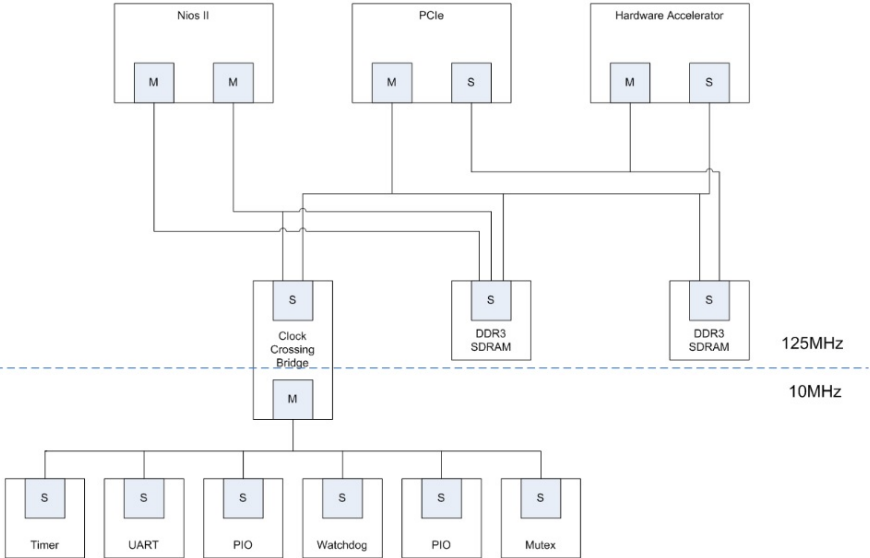 Nios II
PCIe
Hardware Accelerator
M
M
M
S
M
S
S
S
S
Clock
Crossing
Bridge
DDR3
SDRAM
DDR3
SDRAM
125MHz
10MHz
M
S
S
S
S
S
S
Timer
UART
PIO
Watchdog
PIO
Mutex